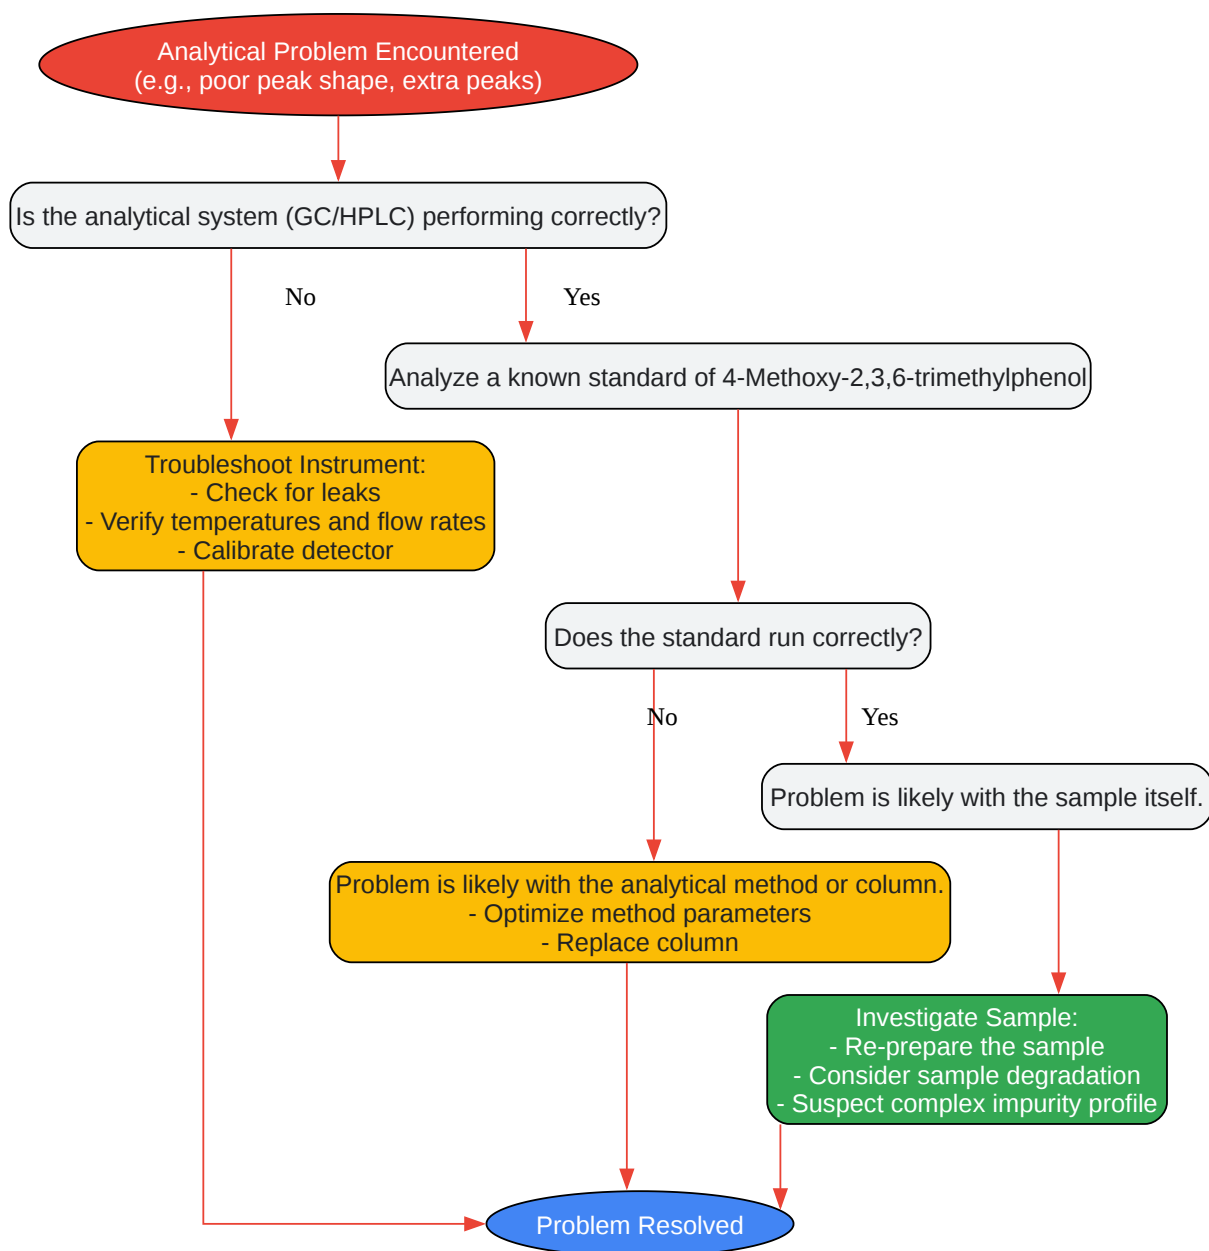 Analytical Problem Encountered
(e.g., poor peak shape, extra peaks)
Is the analytical system (GC/HPLC) performing correctly?
No
Yes
Analyze a known standard of 4-Methoxy-2,3,6-trimethylphenol
Troubleshoot Instrument:
- Check for leaks
- Verify temperatures and flow rates
- Calibrate detector
Does the standard run correctly?
No
Yes
Problem is likely with the sample itself.
Problem is likely with the analytical method or column.
- Optimize method parameters
- Replace column
Investigate Sample:
- Re-prepare the sample
- Consider sample degradation
- Suspect complex impurity profile
Problem Resolved